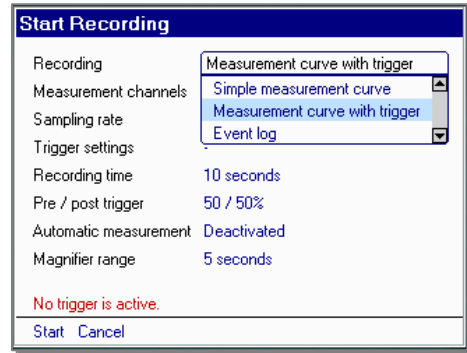 Start Recording
Recording Measurement curve with trigger
Measurement channels Simple measurement curve
Sampling rate Measurement curve with trigger
Event log
Trigger settings -
Recording time 10 seconds
Pre / post trigger 50 / 50%
Automatic measurement Deactivated
Magnifier range 5 seconds
No trigger is active.
Start Cancel